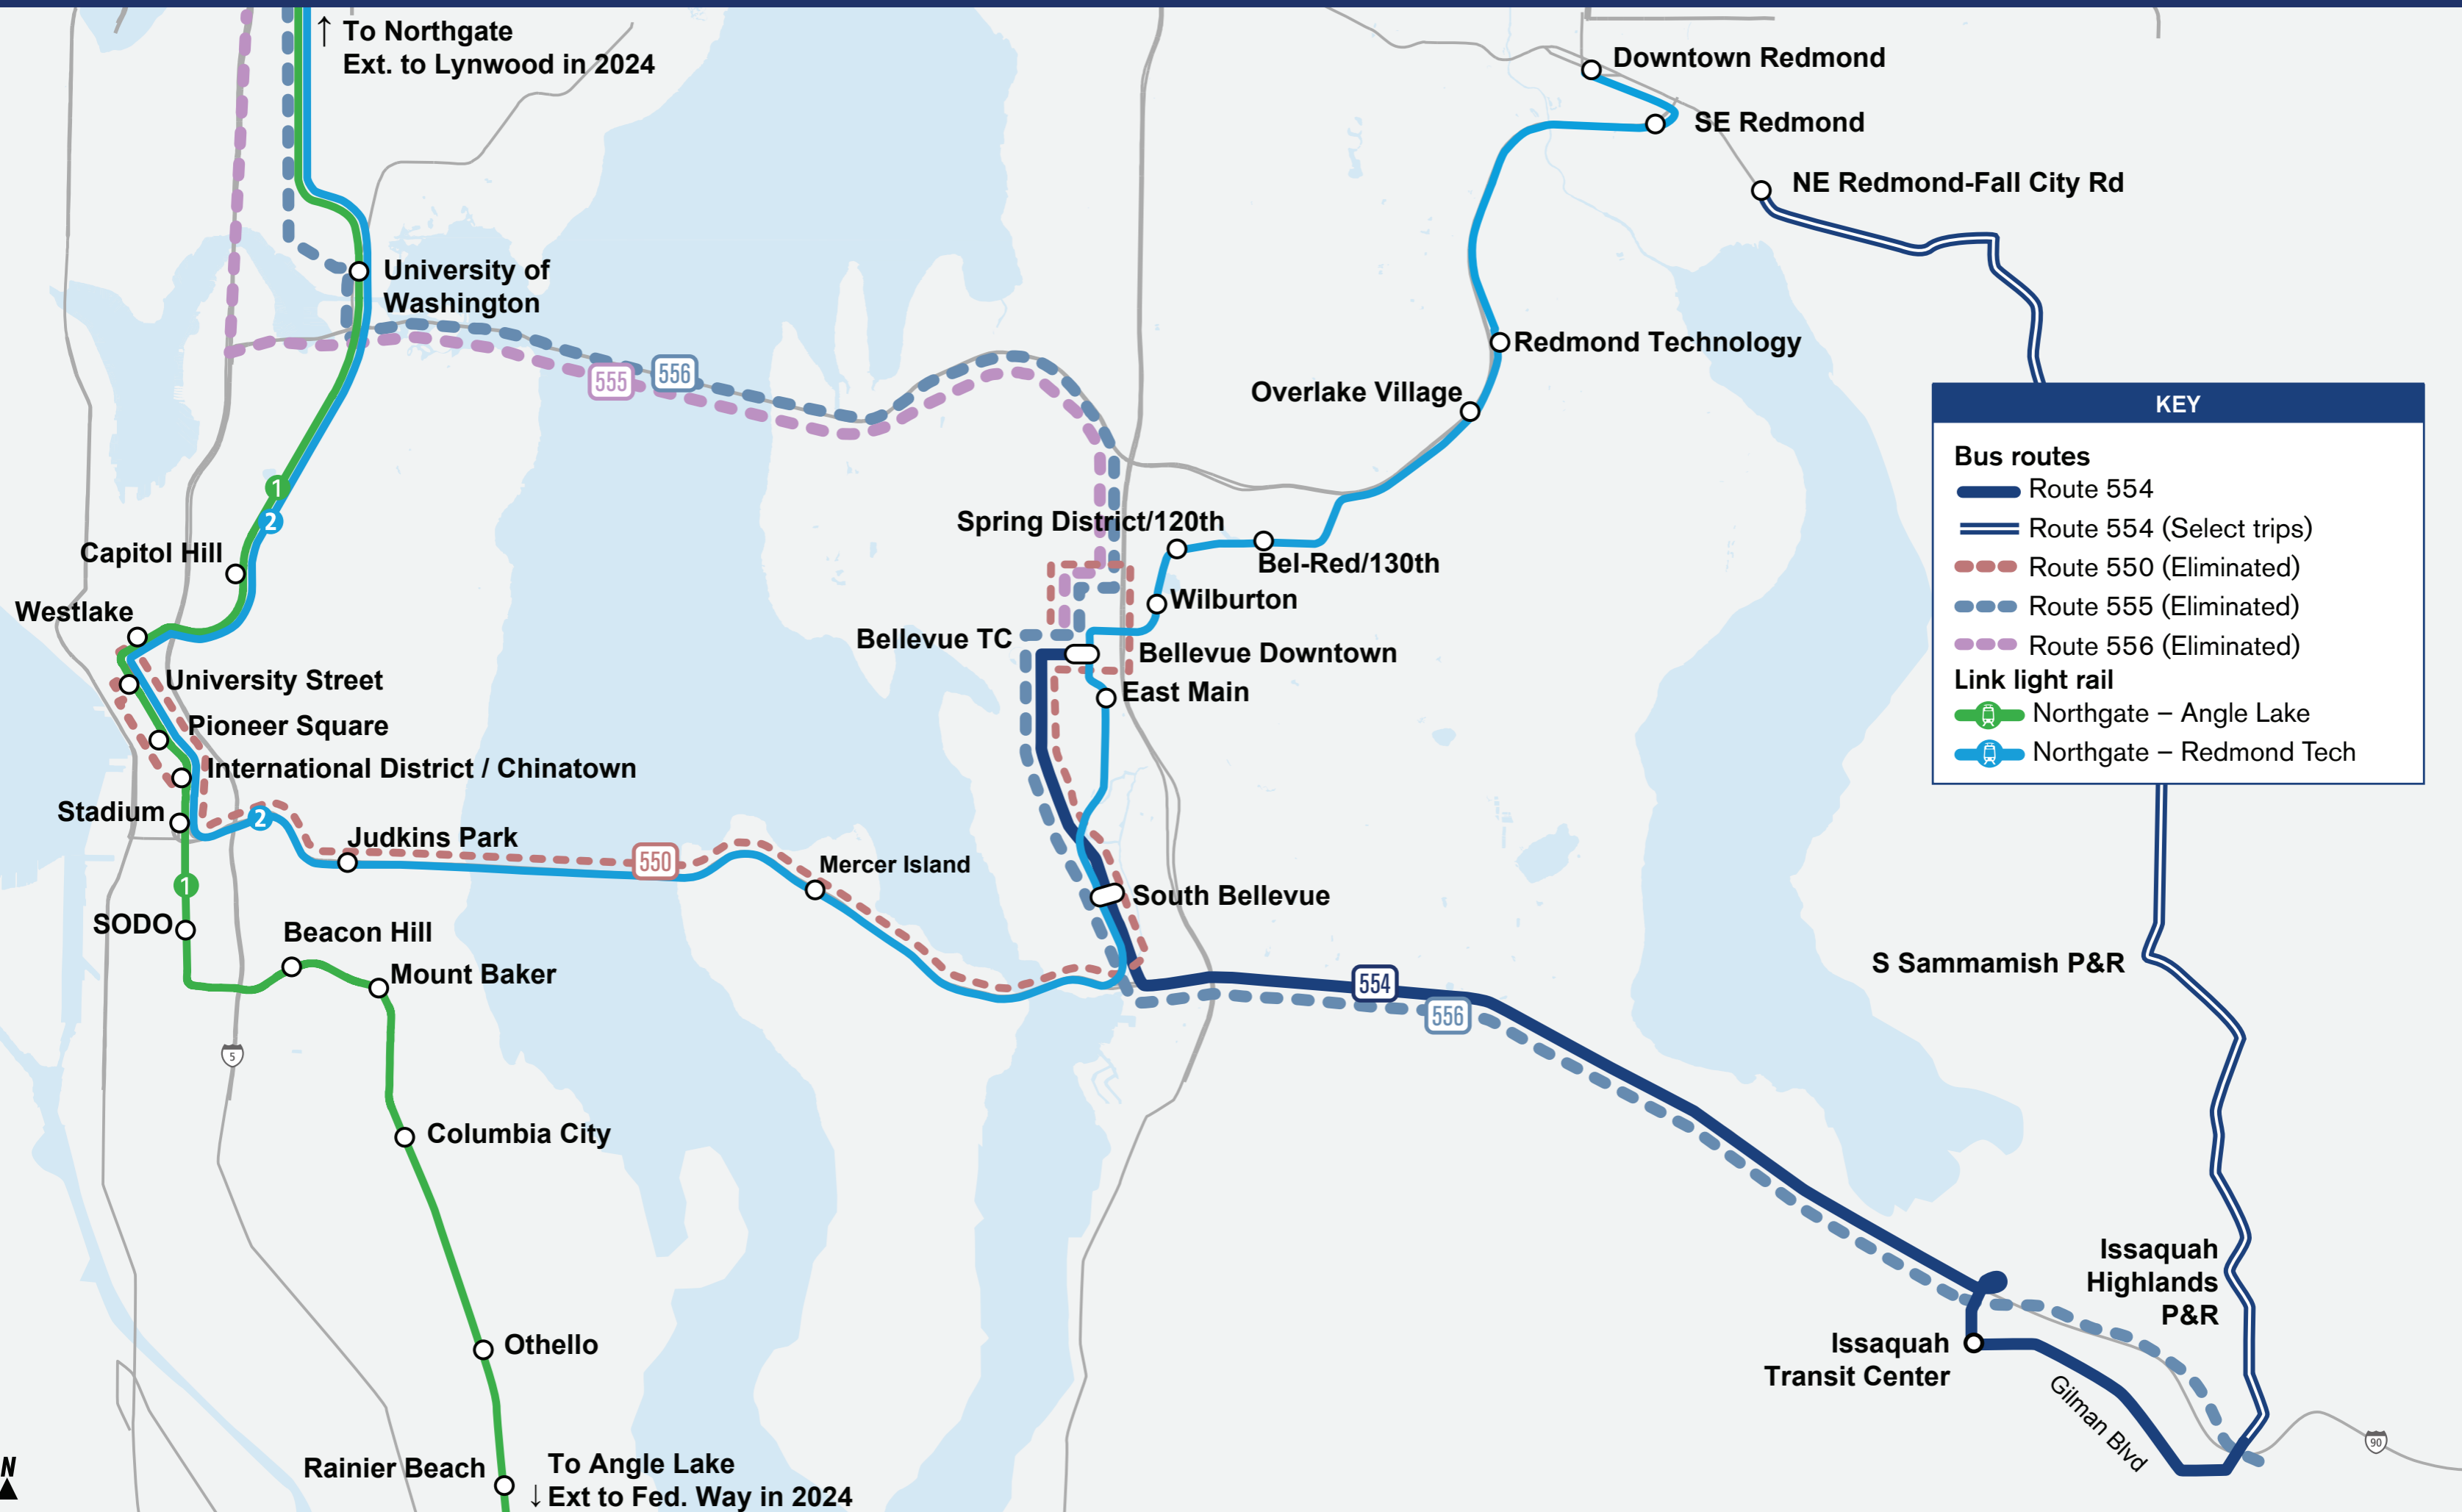 ↑ To Northgate
Ext. to Lynwood in 2024
Downtown Redmond
SE Redmond
NE Redmond-Fall City Rd
University of
Washington
Redmond Technology
555
556
Overlake Village
KEY
Bus routes
Route 554
Route 554 (Select trips)
Route 550 (Eliminated)
Route 555 (Eliminated)
Route 556 (Eliminated)
Link light rail
Northgate – Angle Lake
Northgate – Redmond Tech
1
2
Spring District/120th
Capitol Hill
Bel-Red/130th
Wilburton
Westlake
Bellevue TC
Bellevue Downtown
University Street
East Main
Pioneer Square
International District / Chinatown
Stadium
2
Judkins Park
550
Mercer Island
1
South Bellevue
SODO
Beacon Hill
Mount Baker
S Sammamish P&R
554
556
5
Columbia City
Issaquah
Highlands
P&R
Issaquah
Transit Center
Othello
Gilman Blvd
90
N
Rainier Beach
To Angle Lake
↓ Ext to Fed. Way in 2024